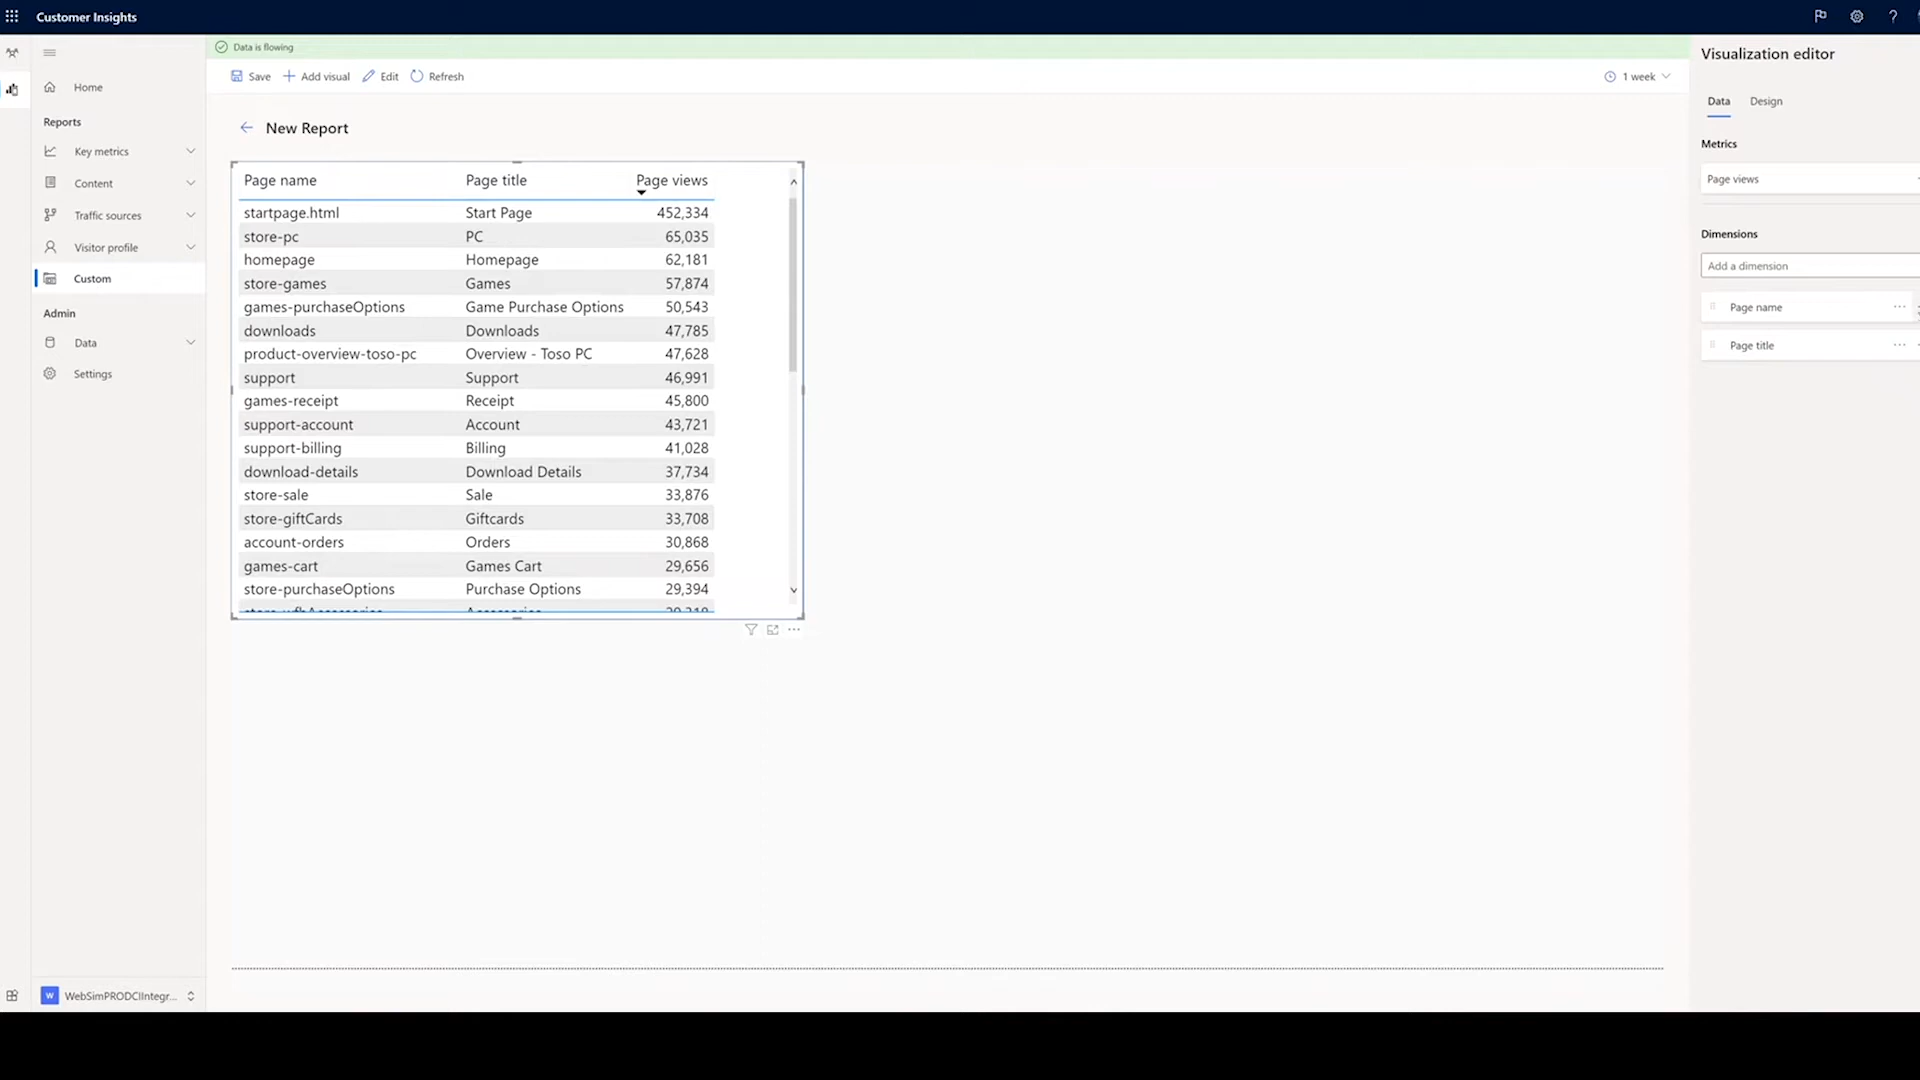 Customer Insights
Data is flowing
Save
Add visual
Edit
Refresh
1 week
Visualization editor
Home
Reports
Key metrics
Content
Traffic sources
Visitor profile
Custom
Admin
Data
Settings
W WebSimPRODCIIntegr...
New Report
Page name Page title Page views
startpage.html Start Page 452,334
store-pc PC 65,035
homepage Homepage 62,181
store-games Games 57,874
games-purchaseOptions Game Purchase Options 50,543
downloads Downloads 47,785
product-overview-toso-pc Overview - Toso PC 47,628
support Support 46,991
games-receipt Receipt 45,800
support-account Account 43,721
support-billing Billing 41,028
download-details Download Details 37,734
store-sale Sale 33,876
store-giftCards Giftcards 33,708
account-orders Orders 30,868
games-cart Games Cart 29,656
store-purchaseOptions Purchase Options 29,394
Data Design
Metrics
Page views
Dimensions
Add a dimension
Page name
Page title